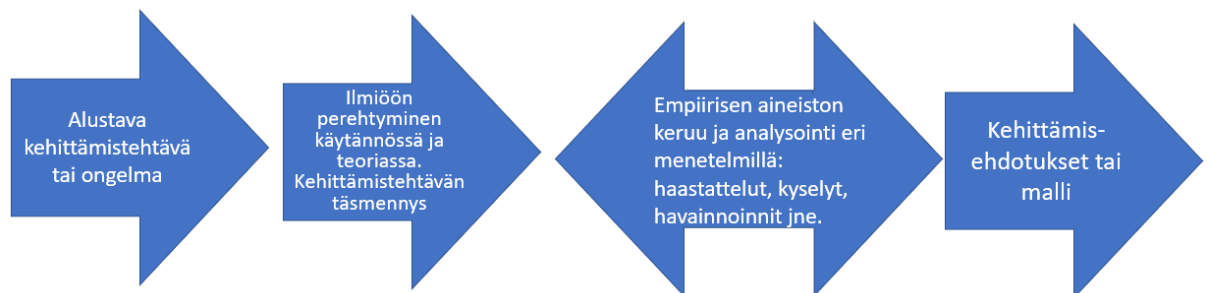 Alustava
kehittämistehtävä
tai ongelma
Ilmiöön
perehtyminen
käytännössä ja
teoriassa.
Kehittämistehtävän
täsmennys
Empiirisen aineiston
keruu ja analysointi eri
menetelmillä:
haastattelut, kyselyt,
havainnoinnit jne.
Kehittämis-
ehdotukset tai
malli